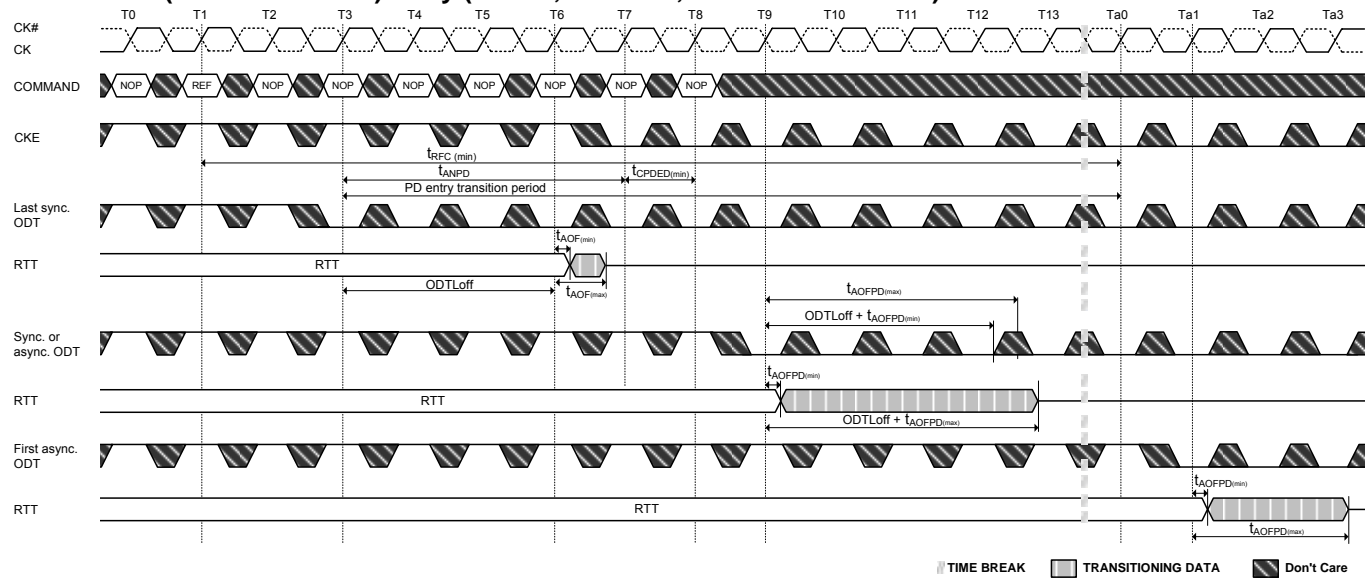 T0 T1 T2 T3 T4 T5 T6 T7 T8 T9 T10 T11 T12 T13 Ta0 Ta1 Ta2 Ta3
CK#
CK
COMMAND NOP REF NOP NOP NOP NOP NOP NOP NOP
CKE
tRFC (min)
tANPD tCPDED(min)
PD entry transition period
Last sync.
ODT
tAOF(min)
RTT RTT
ODTLoff tAOF(max)
tAOFPD(max)
ODTLoff + tAOFPD(min)
Sync. or
async. ODT
tAOFPD(min)
RTT RTT
ODTLoff + tAOFPD(max)
First async.
ODT
tAOFPD(min)
RTT RTT
tAOFPD(max)
TIME BREAK TRANSITIONING DATA Don't Care